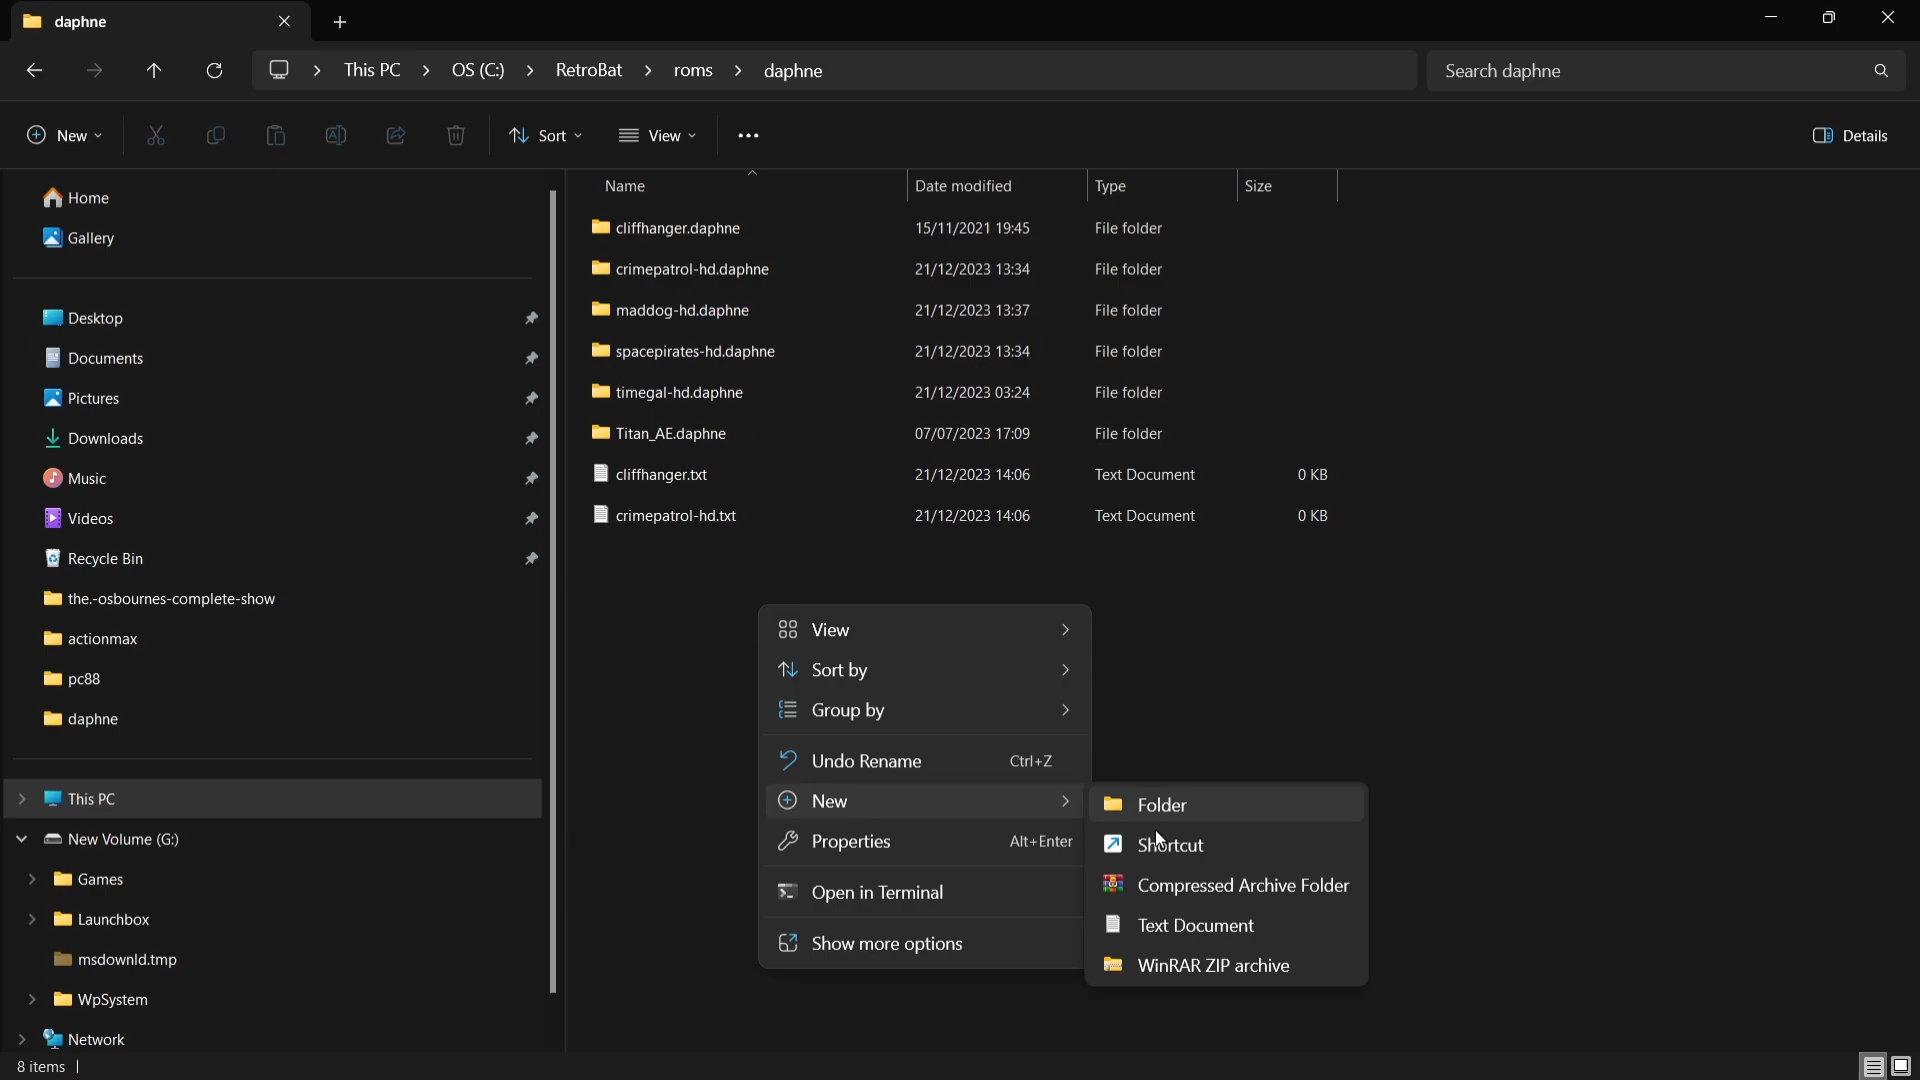 daphne
This PC > OS (C:) > RetroBat > roms > daphne
Search daphne
New
Sort
View
Details
Home
Gallery
Desktop
Documents
Pictures
Downloads
Music
Videos
Recycle Bin
the.-osbournes-complete-show
actionmax
pc88
daphne
This PC
New Volume (G:)
Games
Launchbox
msdownld.tmp
WpSystem
Network
Name Date modified Type Size
cliffhanger.daphne 15/11/2021 19:45 File folder
crimepatrol-hd.daphne 21/12/2023 13:34 File folder
maddog-hd.daphne 21/12/2023 13:37 File folder
spacepirates-hd.daphne 21/12/2023 13:34 File folder
timegal-hd.daphne 21/12/2023 03:24 File folder
Titan_AE.daphne 07/07/2023 17:09 File folder
cliffhanger.txt 21/12/2023 14:06 Text Document 0 KB
crimepatrol-hd.txt 21/12/2023 14:06 Text Document 0 KB
View
Sort by
Group by
Undo Rename Ctrl+Z
New
Properties Alt+Enter
Open in Terminal
Show more options
Folder
Shortcut
Compressed Archive Folder
Text Document
WinRAR ZIP archive
8 items